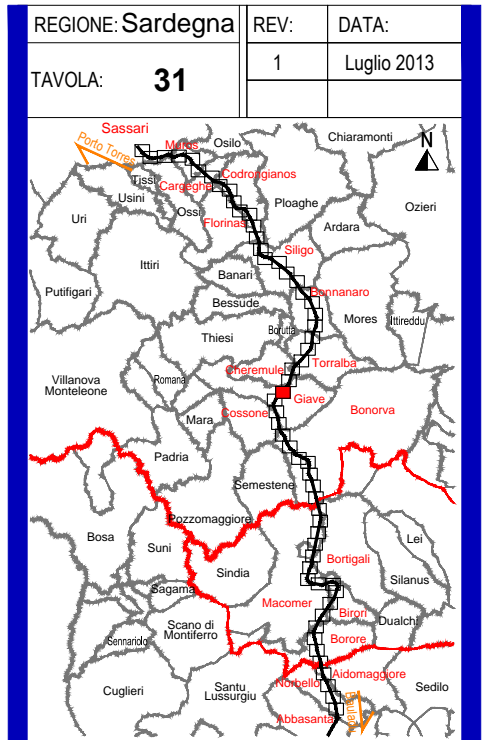 REGIONE: Sardegna
REV:
DATA:
TAVOLA: 31
1
Luglio 2013
Sassari
Porto Torres
Muros
Osilo
Chiaramonti
N
Tissi
Usini
Cargeghe
Codrongianos
Ossi
Ploaghe
Ozieri
Uri
Florinas
Ardara
Siligo
Ittiri
Banari
Putifigari
Bonnanaro
Bessude
Mores
Ittireddu
Thiesi
Borutta
Torralba
Cheremule
Villanova
Monteleone
Romana
Giave
Bonorva
Cossone
Mara
Padria
Semestene
Pozzomaggiore
Bosa
Suni
Lei
Bortigali
Sindia
Silanus
Sagama
Macomer
Birori
Dualchi
Scano di
Montiferro
Sennariolo
Borore
Aidomaggiore
Norbello
Sedilo
Cuglieri
Santu
Lussurgiu
Abbasanta